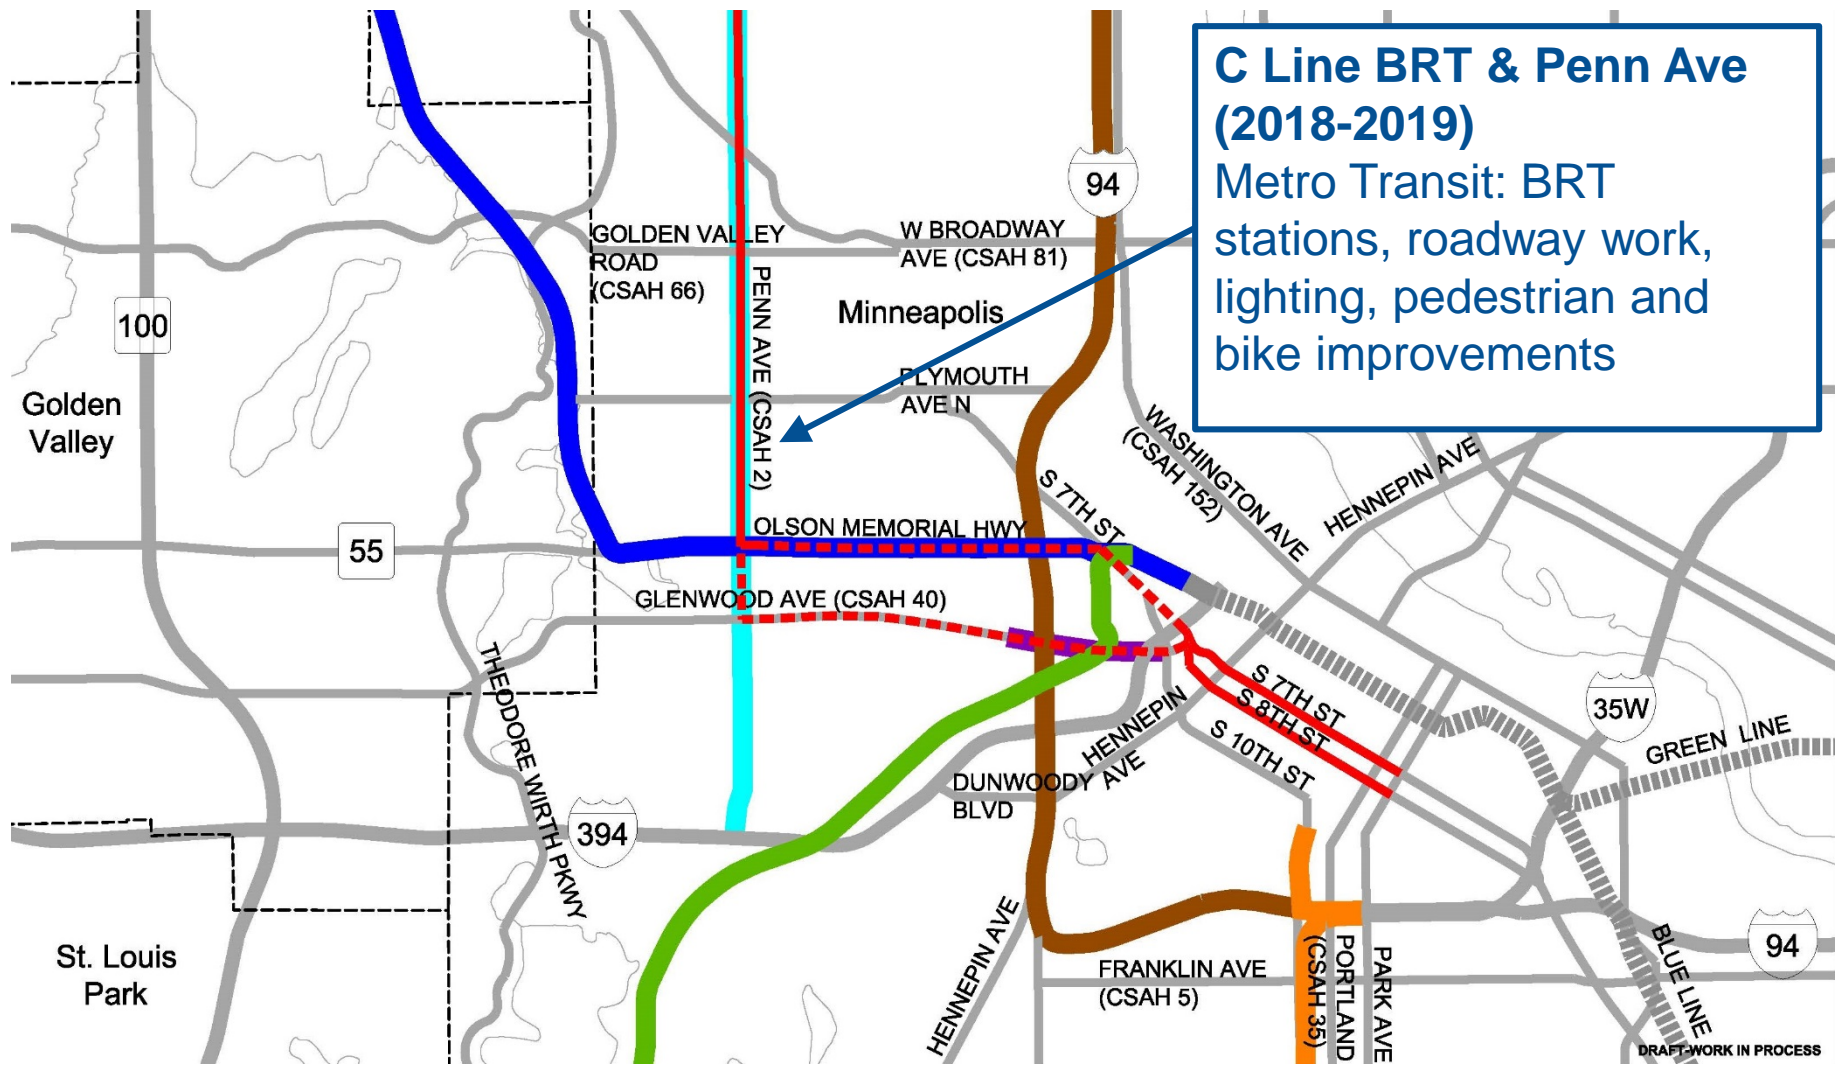 C Line BRT & Penn Ave
(2018-2019)
Metro Transit: BRT
stations, roadway work,
lighting, pedestrian and
bike improvements
94
GOLDEN VALLEY
ROAD
(CSAH 66)
W BROADWAY
AVE (CSAH 81)
PENN AVE (CSAH 2)
Minneapolis
100
Golden
Valley
PLYMOUTH
AVE N
WASHINGTON AVE
(CSAH 152)
HENNEPIN AVE
S 7TH ST
OLSON MEMORIAL HWY
55
GLENWOOD AVE (CSAH 40)
THEODORE WIRTH PKWY
S 7TH ST
S 8TH ST
S 10TH ST
HENNEPIN
AVE
35W
GREEN LINE
DUNWOODY
BLVD
394
St. Louis
Park
HENNEPIN AVE
FRANKLIN AVE
(CSAH 5)
(CSAH 35)
PORTLAND
PARK AVE
BLUE LINE
94
DRAFT-WORK IN PROCESS